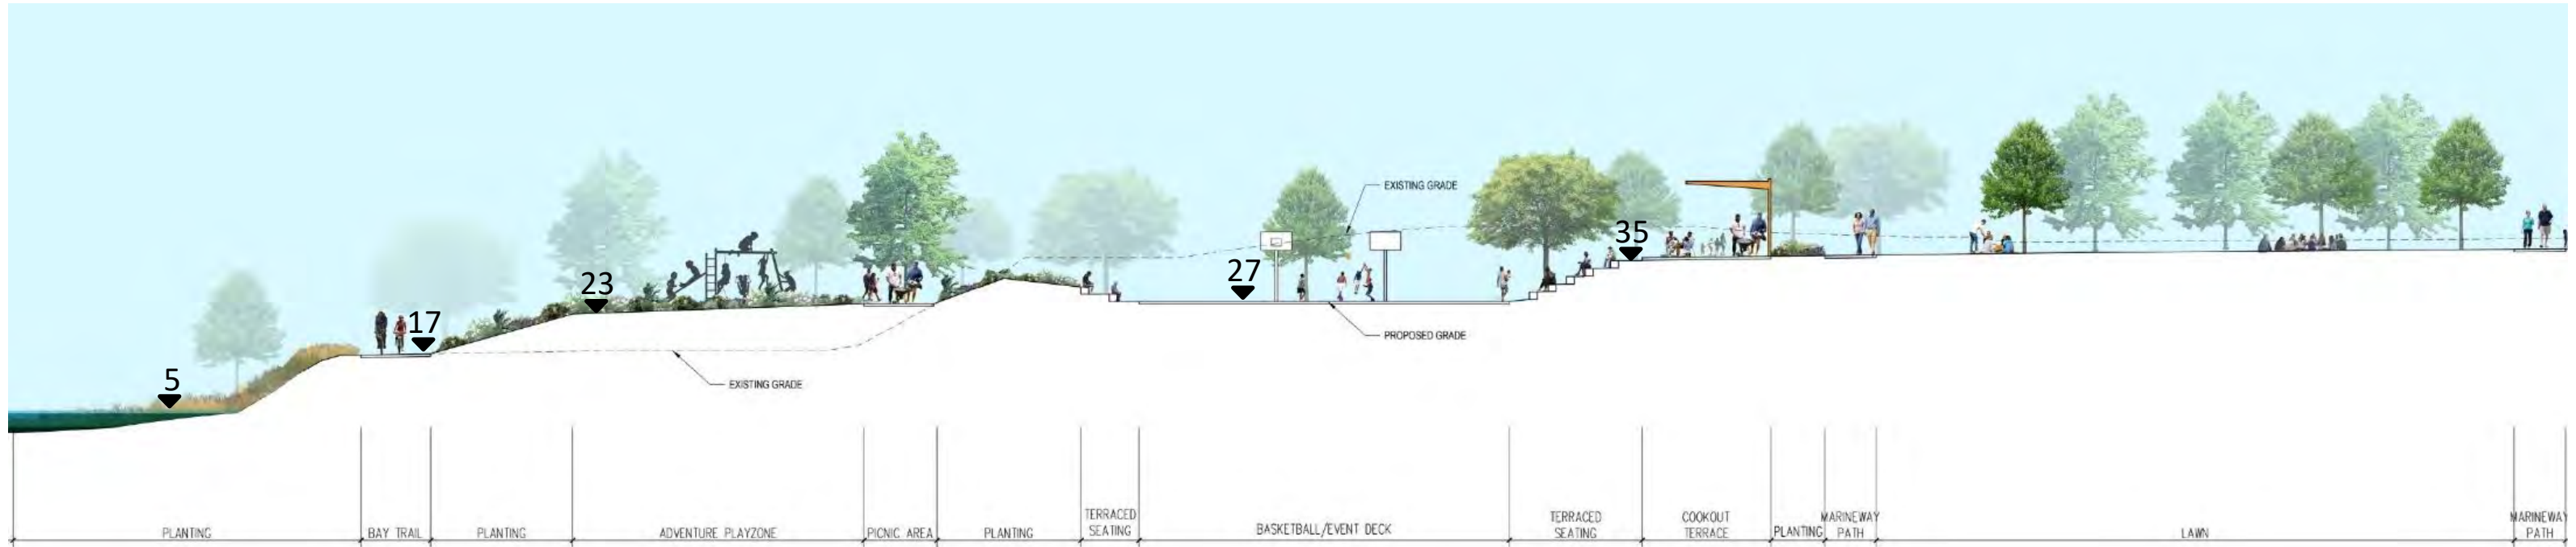 EXISTING GRADE
35
27
23
17
PROPOSED GRADE
5
EXISTING GRADE
PLANTING
BAY TRAIL
PLANTING
ADVENTURE PLAYZONE
PICNIC AREA
PLANTING
TERRACED
SEATING
BASKETBALL/EVENT DECK
TERRACED
SEATING
COOKOUT
TERRACE
PLANTING
MARINEWAY
PATH
LAWN
MARINEWAY
PATH